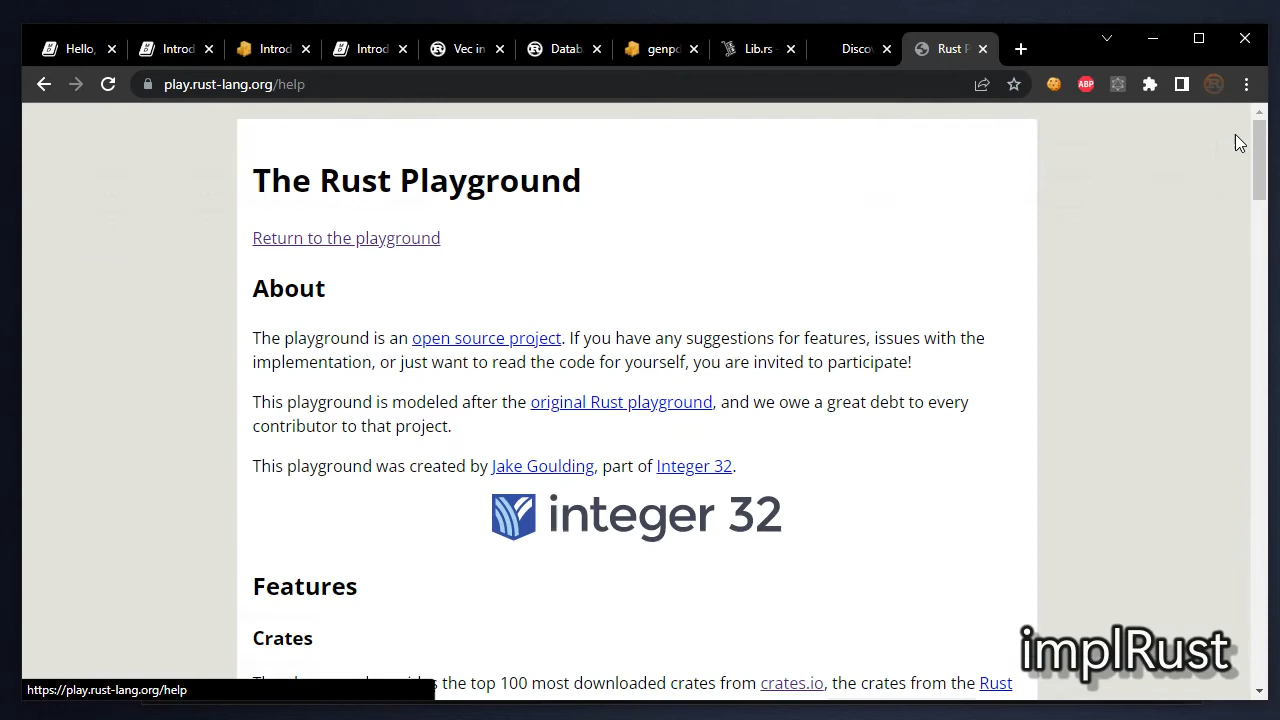 Hello,
Introd
Introd
Introd
Vec in
Datab
genpd
Lib.rs
Disco
Rust P
play.rust-lang.org/help
ABP
The Rust Playground
Return to the playground
About
The playground is an open source project. If you have any suggestions for features, issues with the
implementation, or just want to read the code for yourself, you are invited to participate!
This playground is modeled after the original Rust playground, and we owe a great debt to every
contributor to that project.
This playground was created by Jake Goulding, part of Integer 32.
integer 32
Features
Crates
the top 100 most downloaded crates from crates.io, the crates from the Rust
implRust
https://play.rust-lang.org/help